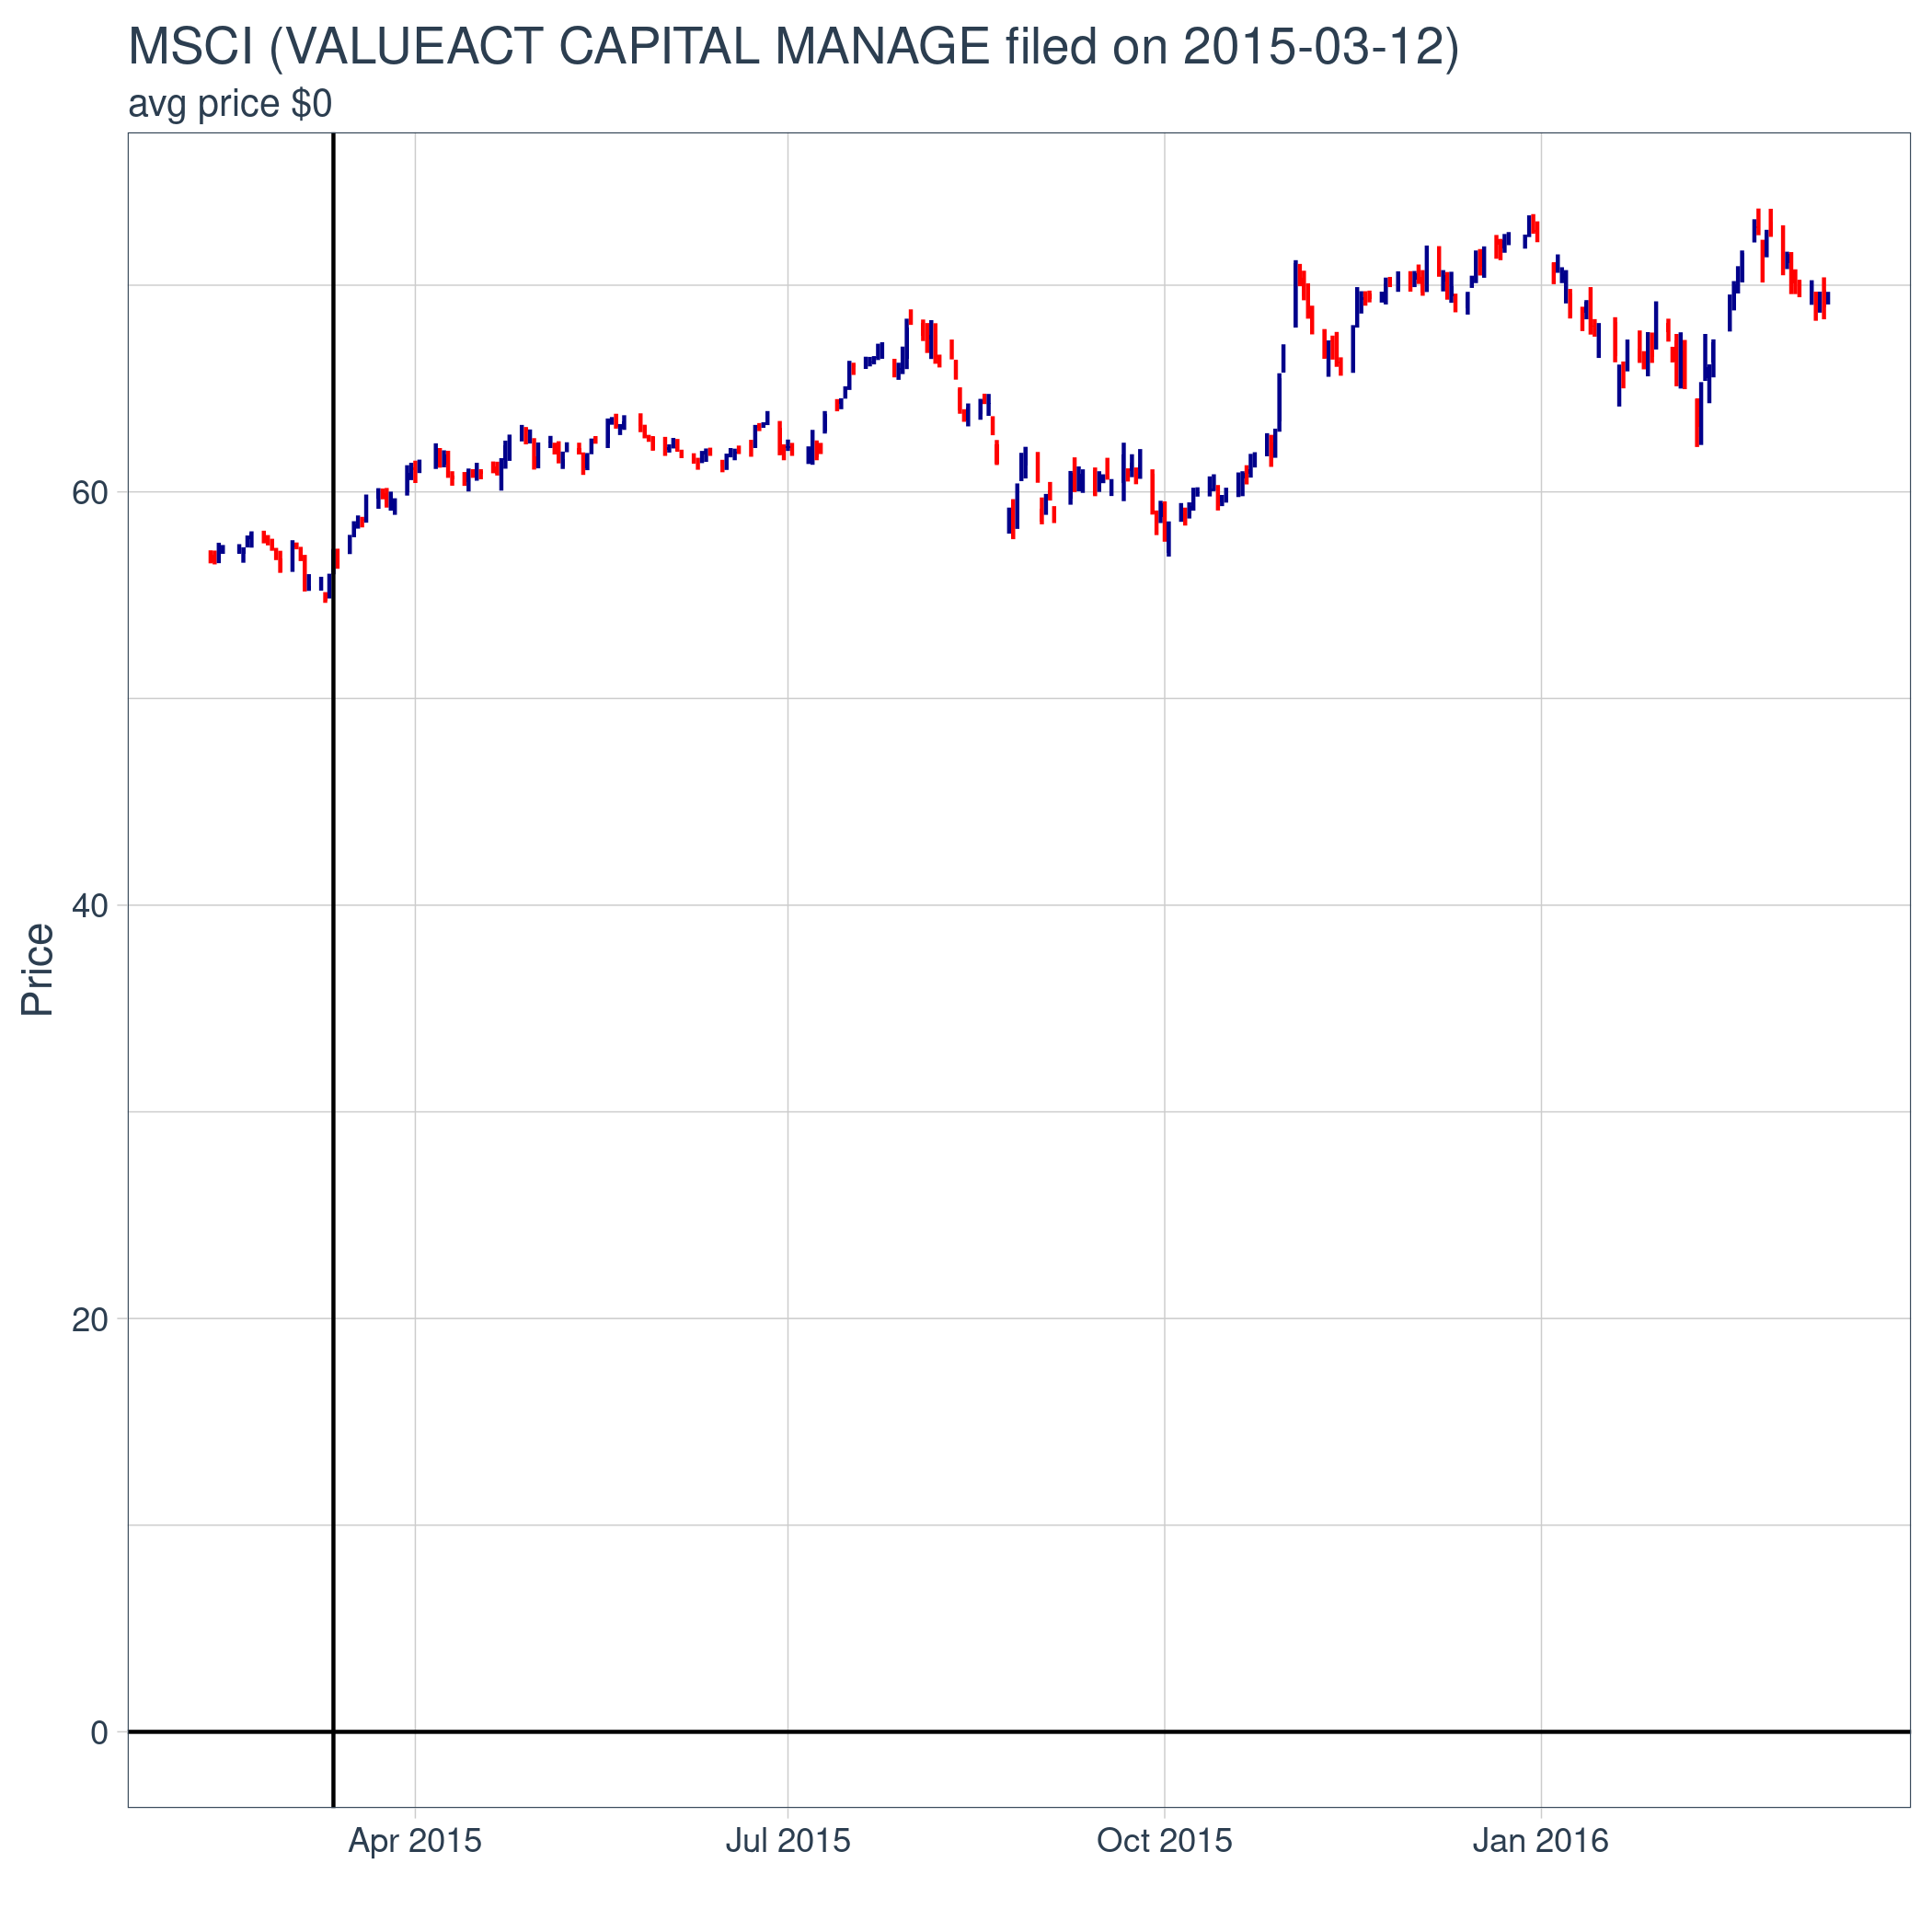 MSCI (VALUEACT CAPITAL MANAGE filed on 2015-03-12)
avg price $0
60
40
20
0
Price
Apr 2015
Jul 2015
Oct 2015
Jan 2016